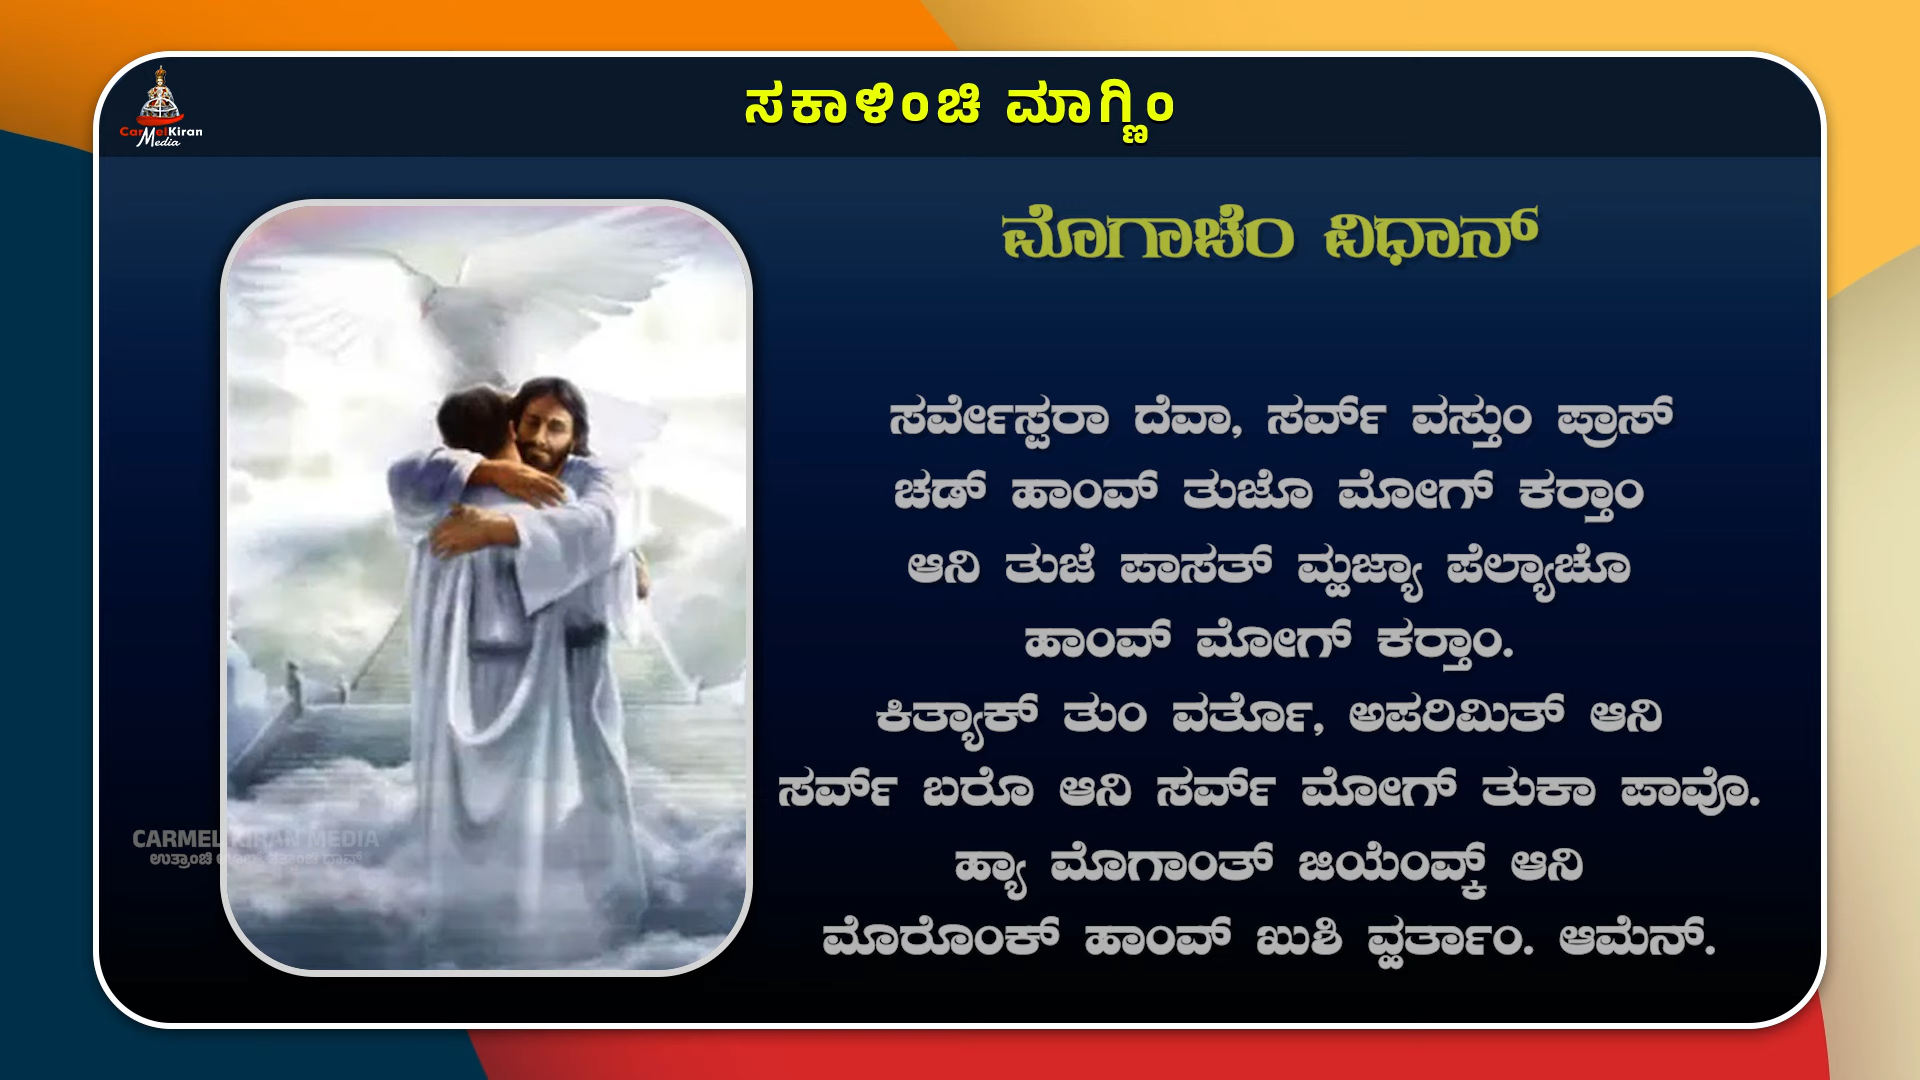 ಸಕಾಳಿಂಚಿ ಮಾಗ್ಣಿಂ
CarmelKiran
Media
ಮೊಗಾಚೆಂ ವಿಧಾನ್
ಸರ್ವೇಸ್ಪರಾ ದೆವಾ, ಸರ್ವ್ ವಸ್ತುಂ ಪ್ರಾಸ್
ಚಡ್ ಹಾಂವ್ ತುಜೊ ಮೋಗ್ ಕರ‍್ತಾಂ
ಆನಿ ತುಜೆ ಪಾಸತ್ ಮ್ಹಜ್ಯಾ ಪೆಲ್ಯಾಚೊ
ಹಾಂವ್ ಮೋಗ್ ಕರ‍್ತಾಂ.
ಕಿತ್ಯಾಕ್ ತುಂ ವರ್ತೊ, ಅಪರಿಮಿತ್ ಆನಿ
ಸರ್ವ್ ಬರೊ ಆನಿ ಸರ್ವ್ ಮೋಗ್ ತುಕಾ ಪಾವೊ.
ಹ್ಯಾ ಮೊಗಾಂತ್ ಜಿಯೆಂವ್ಕ್ ಆನಿ
ಮೊರೊಂಕ್ ಹಾಂವ್ ಖುಶಿ ವ್ಹರ್ತಾಂ. ಆಮೆನ್.
CARMEL KIRAN MEDIA